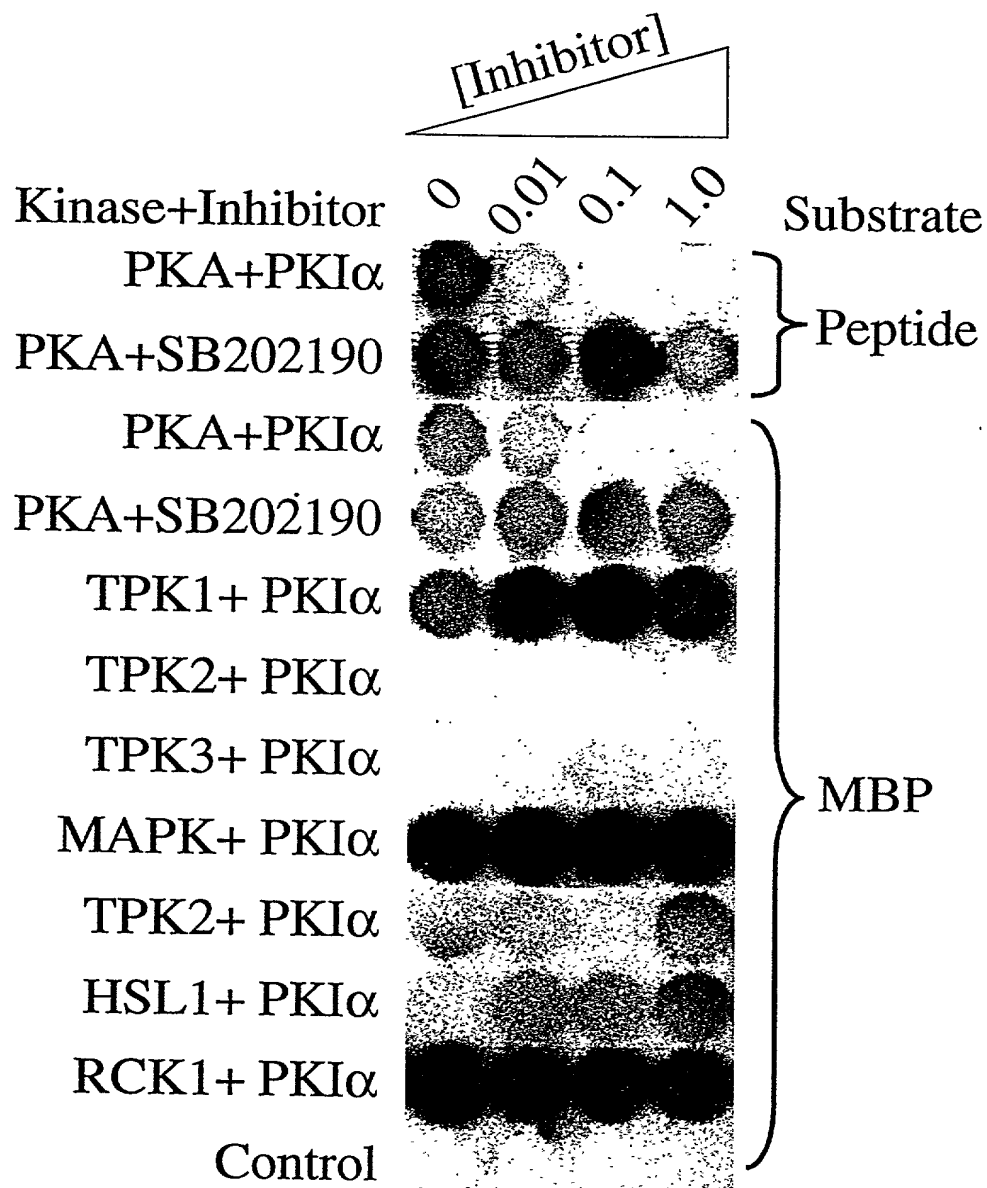 [Inhibitor]
0 0.01 0.1 1.0
Kinase+Inhibitor Substrate
PKA+PKIα
PKA+SB202190 Peptide
PKA+PKIα
PKA+SB202190
TPK1+ PKIα
TPK2+ PKIα
TPK3+ PKIα
MBP
MAPK+ PKIα
TPK2+ PKIα
HSL1+ PKIα
RCK1+ PKIα
Control